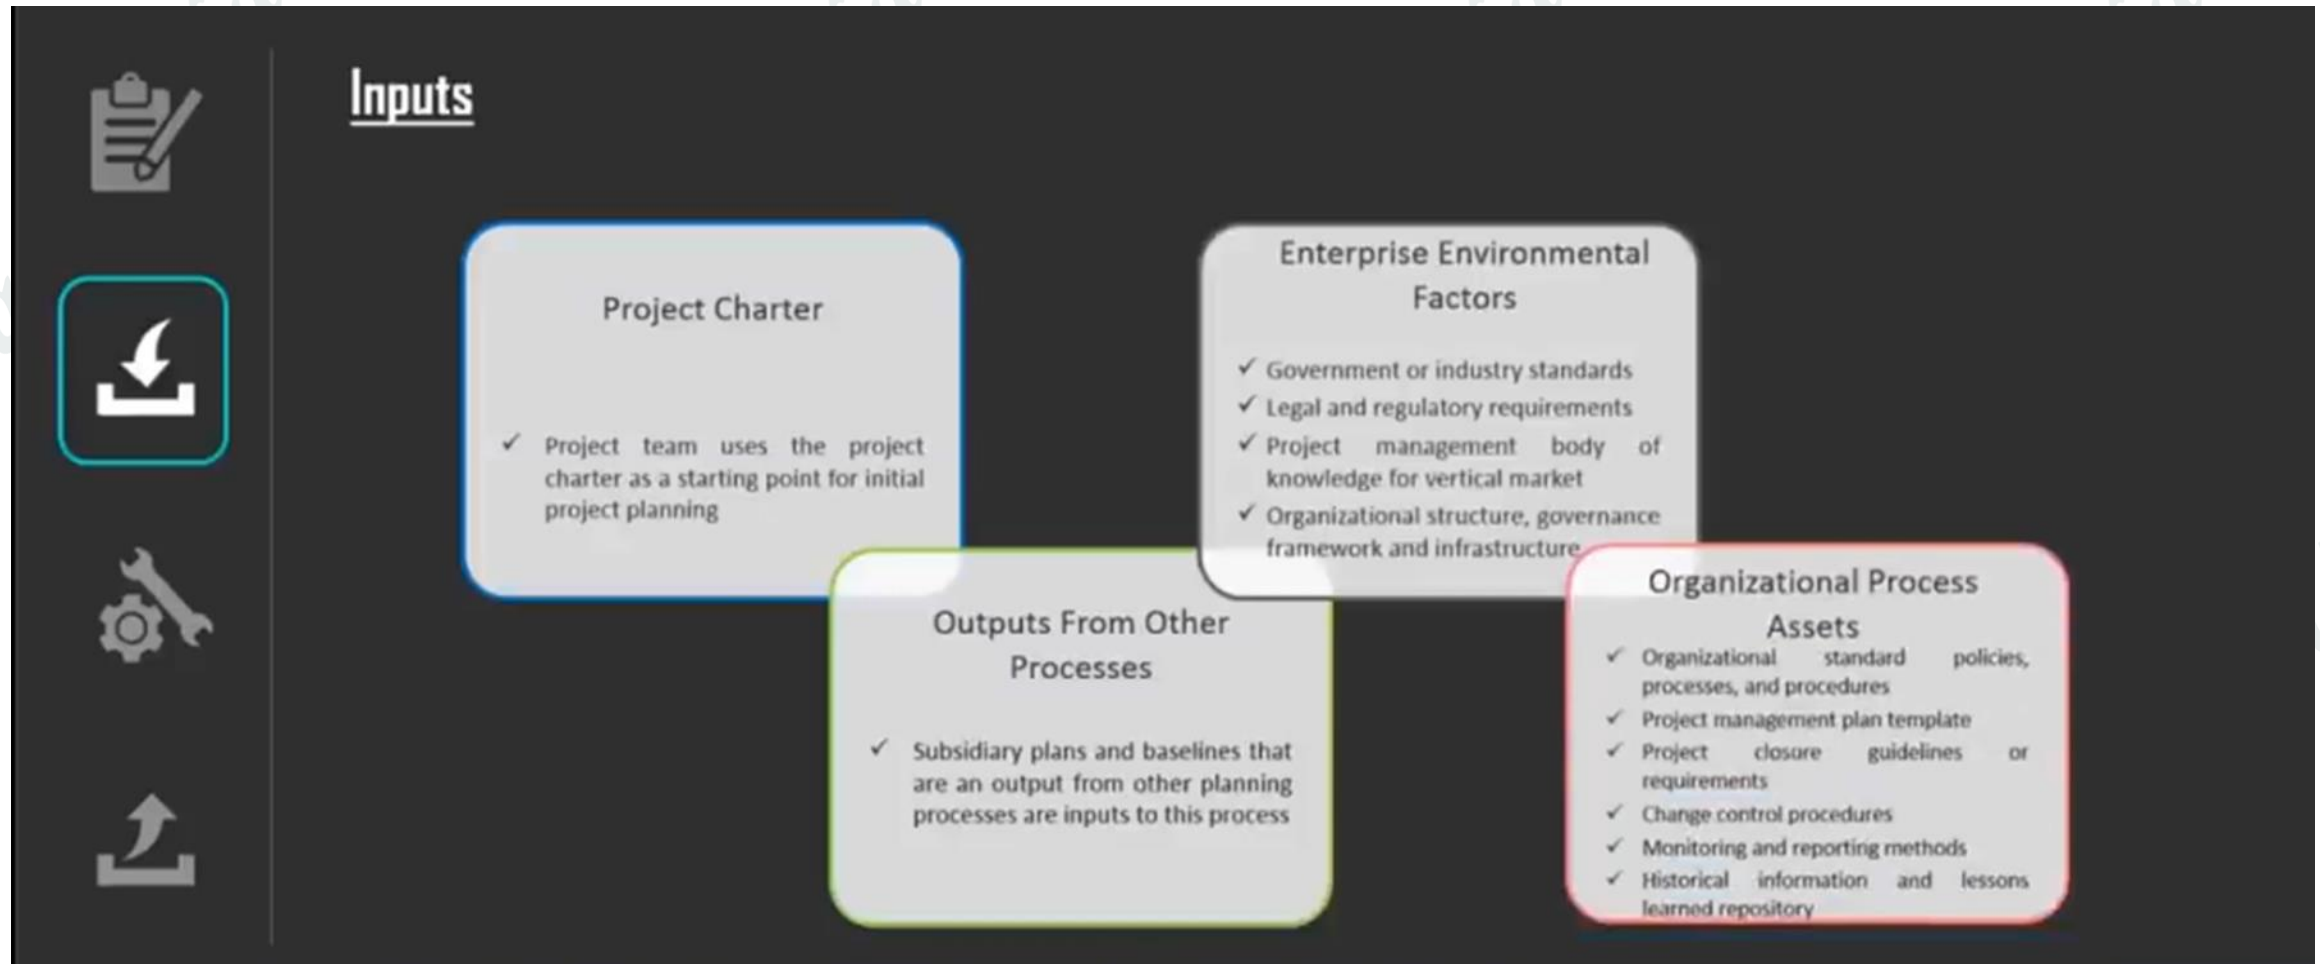 Inputs
Project Charter
✓ Project team uses the project
charter as a starting point for initial
project planning
Outputs From Other
Processes
✓ Subsidiary plans and baselines that
are an output from other planning
processes are inputs to this process
Enterprise Environmental
Factors
✓ Government or industry standards
✓ Legal and regulatory requirements
✓ Project management body of
knowledge for vertical market
✓ Organizational structure, governance
framework and infrastructure
Organizational Process
Assets
✓ Organizational standard policies,
processes, and procedures
✓ Project management plan template
✓ Project closure guidelines or
requirements
✓ Change control procedures
✓ Monitoring and reporting methods
✓ Historical information and lessons
learned repository